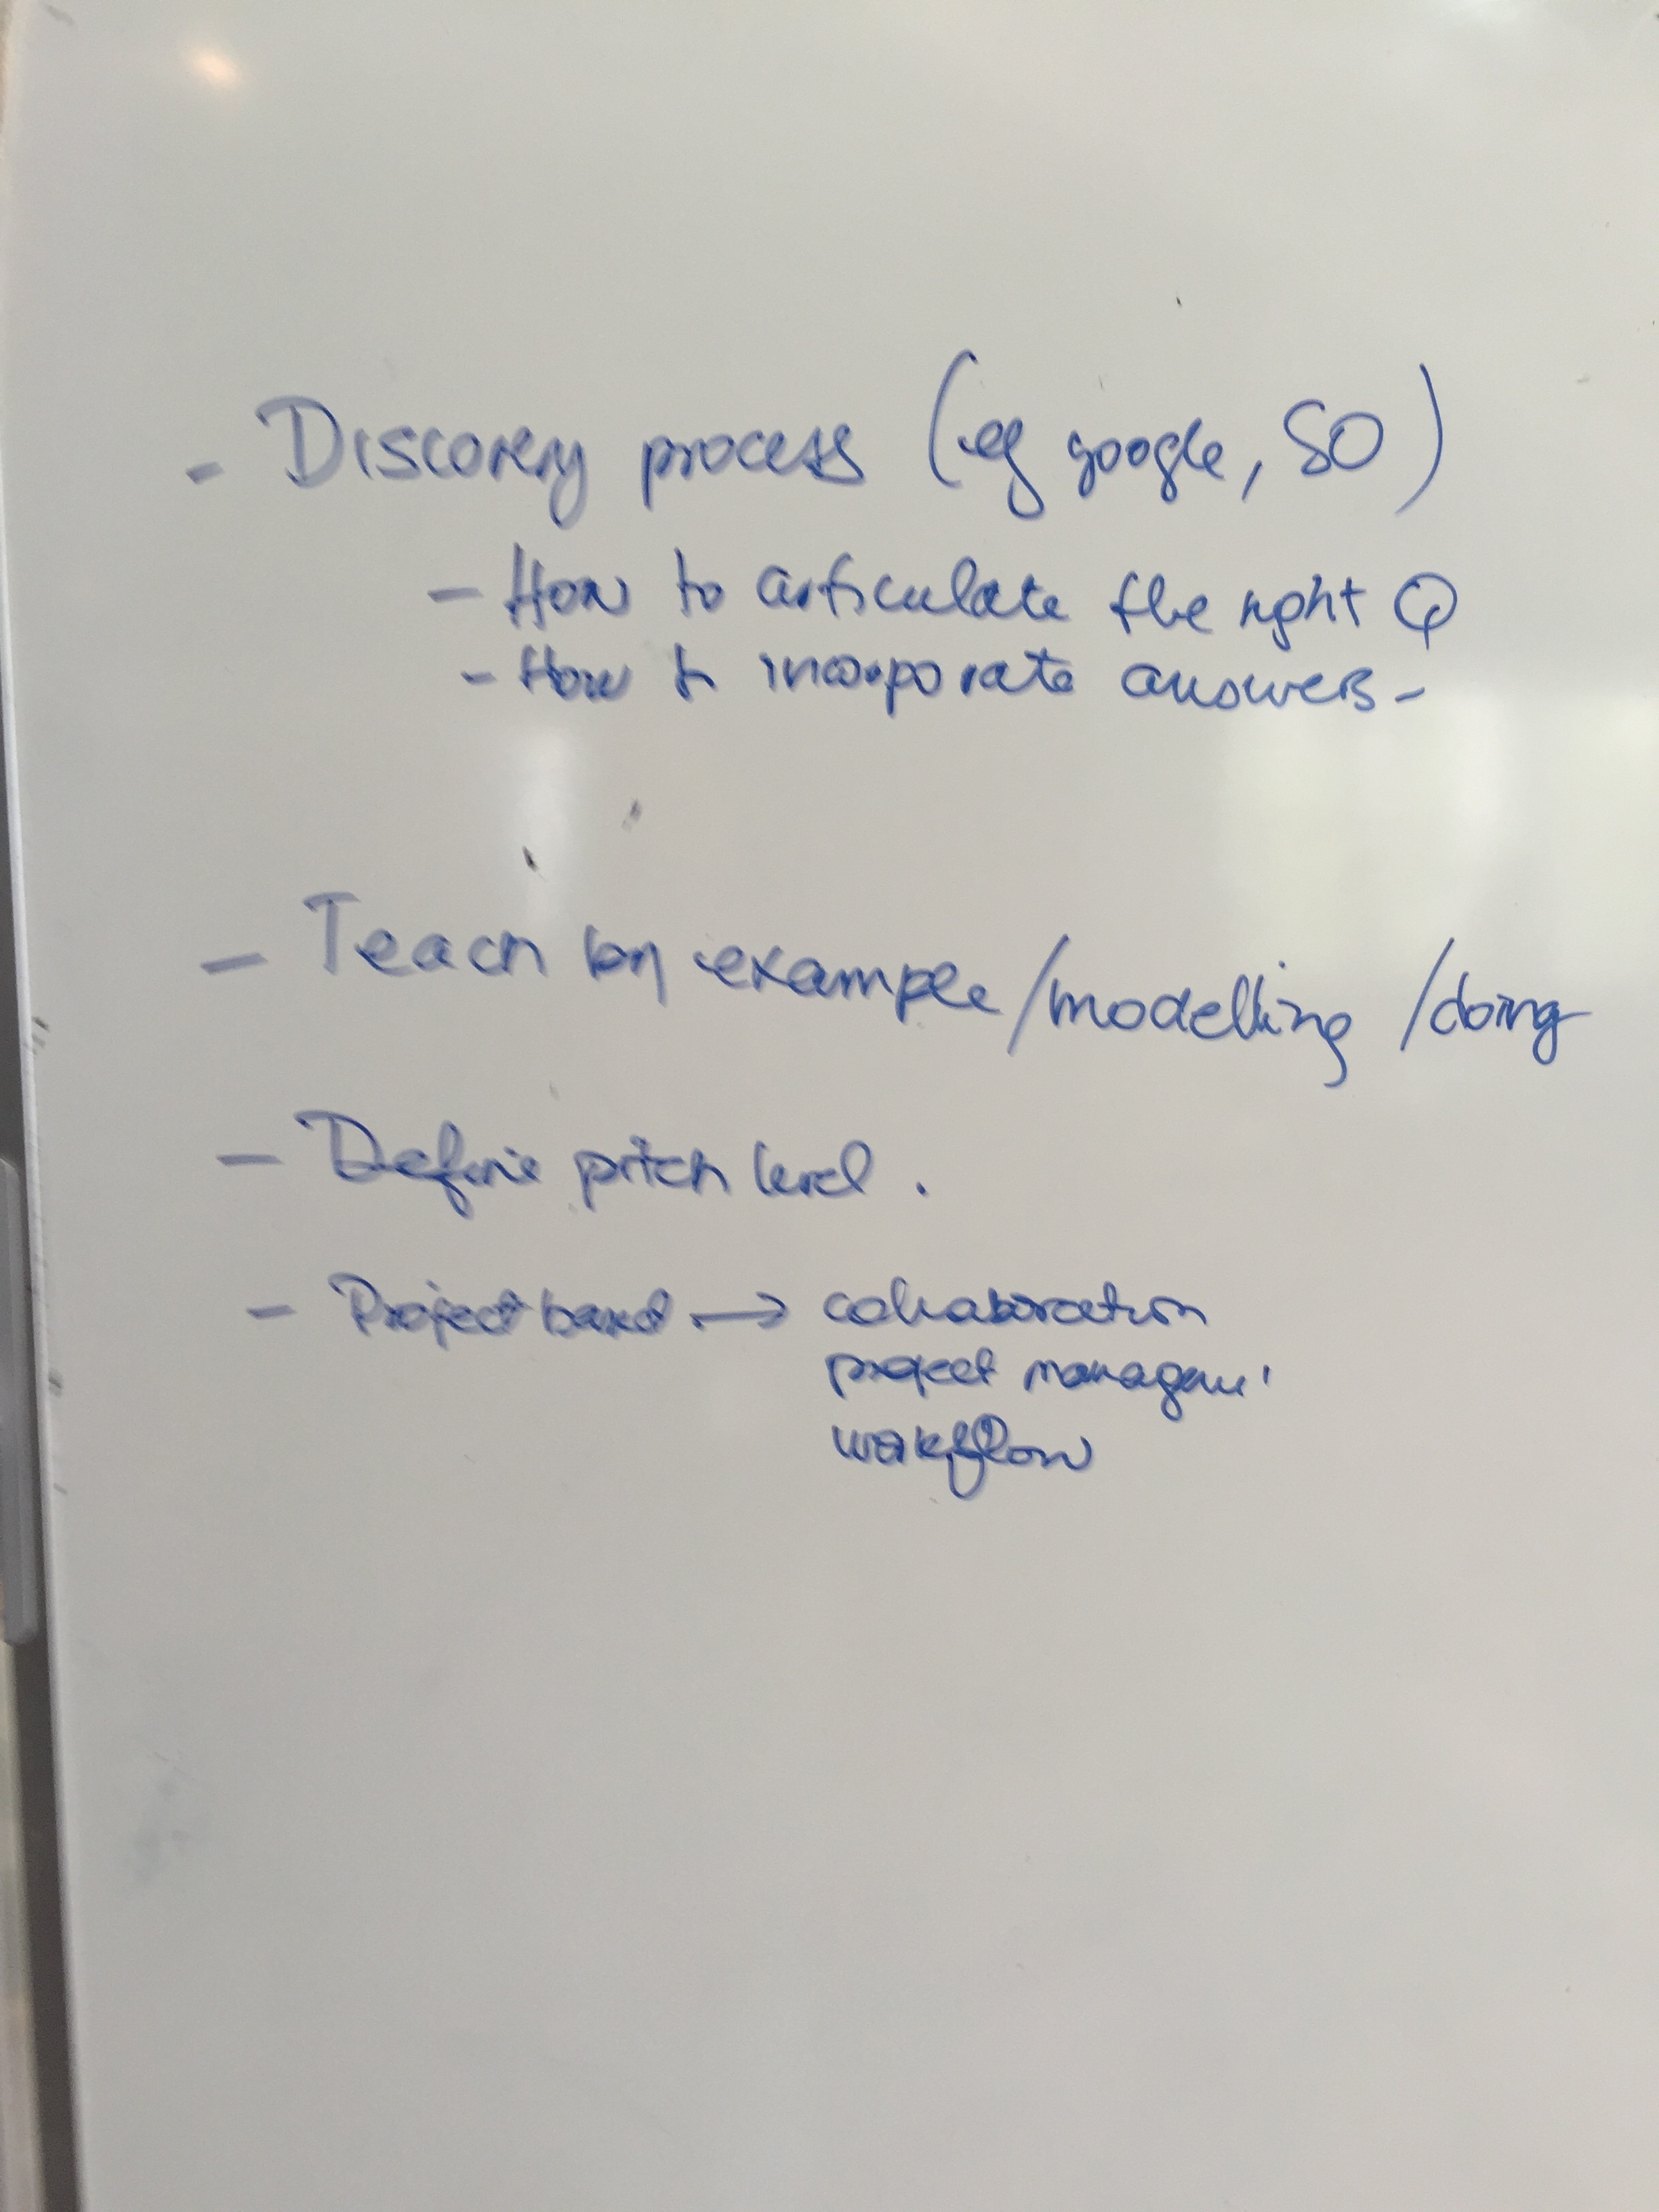 - Discovery process (eg google, SO)
- How to articulate the right Q
- How to incorporate answers -
- Teach by example/modelling/doing
- Define pitch level.
- Project based → collaboration
project
workflow